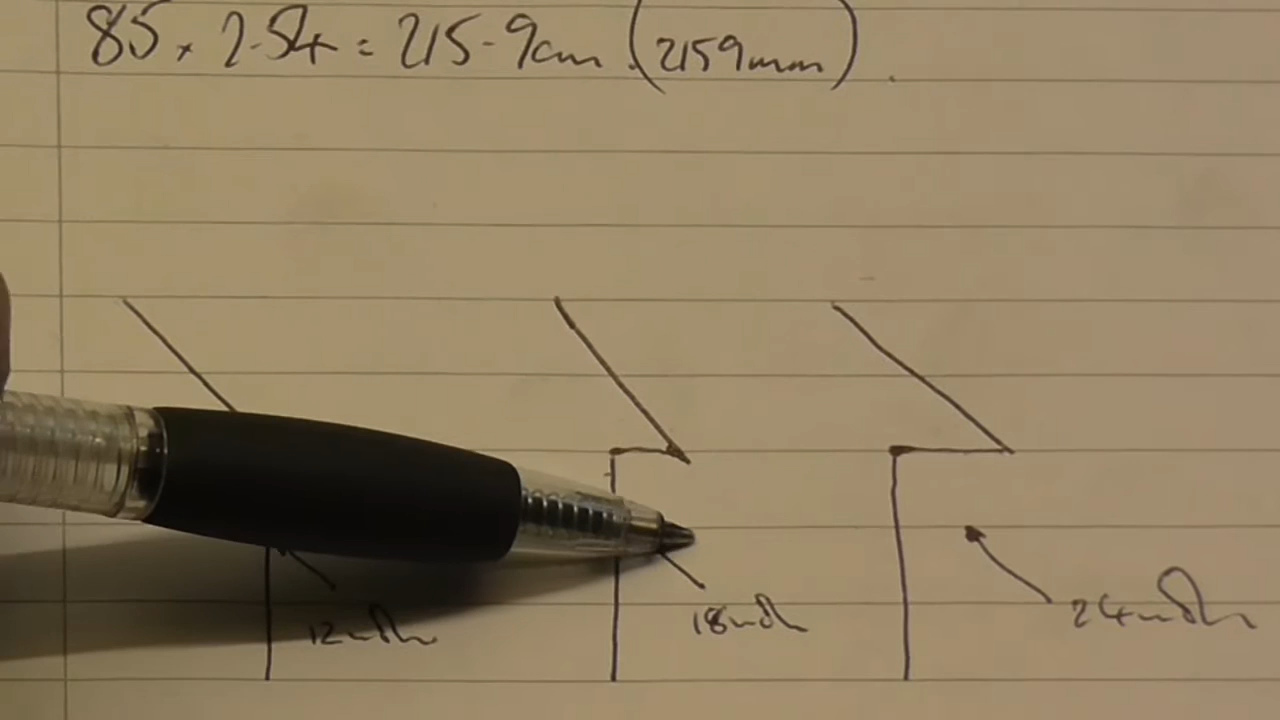 85 x 2.54 = 215.9cm. (2159mm).
12inch 18inch 24inch